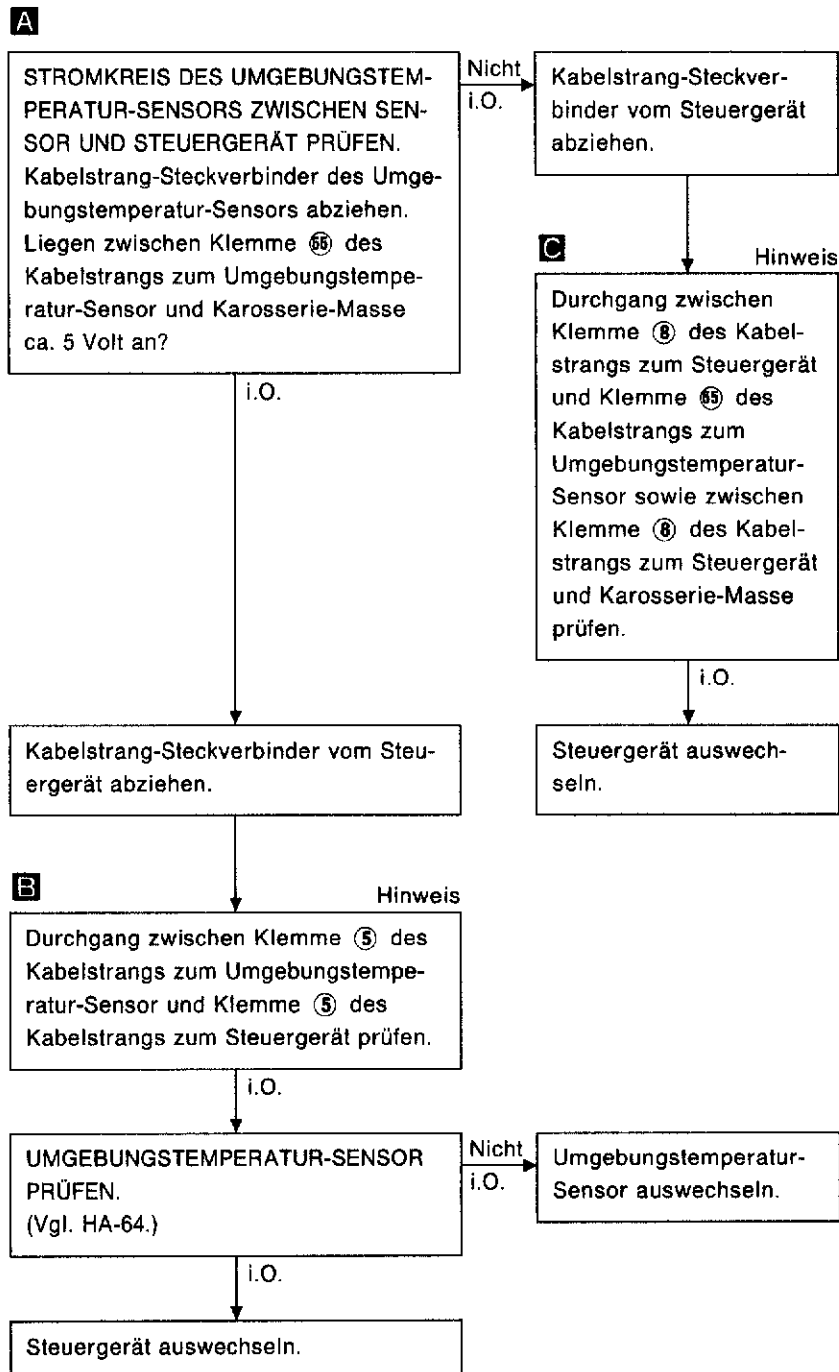 A
STROMKREIS DES UMGEBUNGSTEM-
PERATUR-SENSORS ZWISCHEN SEN-
SOR UND STEUERGERÄT PRÜFEN.
Kabelstrang-Steckverbinder des Umge-
bungstemperatur-Sensors abziehen.
Liegen zwischen Klemme 66 des
Kabelstrangs zum Umgebungstempe-
ratur-Sensor und Karosserie-Masse
ca. 5 Volt an?
Nicht
i.O.
Kabelstrang-Steckver-
binder vom Steuergerät
abziehen.
C
Hinweis
Durchgang zwischen
Klemme ⑧ des Kabel-
strangs zum Steuergerät
und Klemme 65 des
Kabelstrangs zum
Umgebungstemperatur-
Sensor sowie zwischen
Klemme ⑧ des Kabel-
strangs zum Steuergerät
und Karosserie-Masse
prüfen.
i.O.
Steuergerät auswech-
seln.
i.O.
Kabelstrang-Steckverbinder vom Steu-
ergerät abziehen.
B
Hinweis
Durchgang zwischen Klemme ⑤ des
Kabelstrangs zum Umgebungstempe-
ratur-Sensor und Klemme ⑤ des
Kabelstrangs zum Steuergerät prüfen.
i.O.
UMGEBUNGSTEMPERATUR-SENSOR
PRÜFEN.
(Vgl. HA-64.)
Nicht
i.O.
Umgebungstemperatur-
Sensor auswechseln.
i.O.
Steuergerät auswechseln.